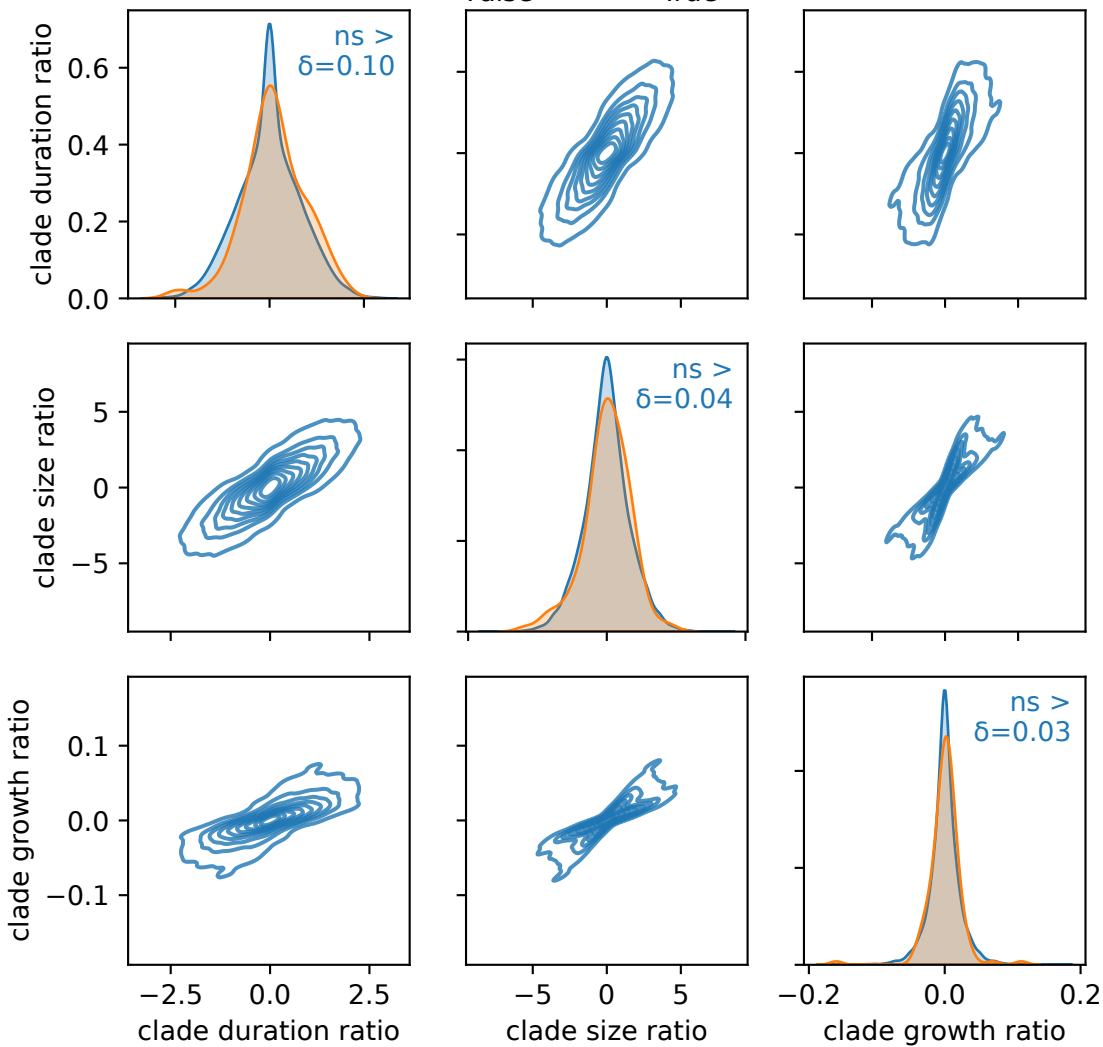 clade duration ratio
0.6
0.4
0.2
0.0
ns >
δ=0.10
clade size ratio
5
0
−5
ns >
δ=0.04
clade growth ratio
0.1
0.0
−0.1
ns >
δ=0.03
−2.5 0.0 2.5
−5 0 5
−0.2 0.0 0.2
clade duration ratio
clade size ratio
clade growth ratio